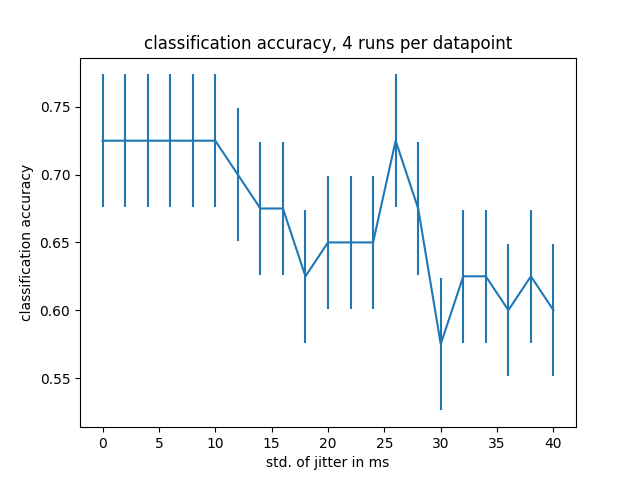 classification accuracy, 4 runs per datapoint
classification accuracy
0.75
0.70
0.65
0.60
0.55
0 5 10 15 20 25 30 35 40
std. of jitter in ms